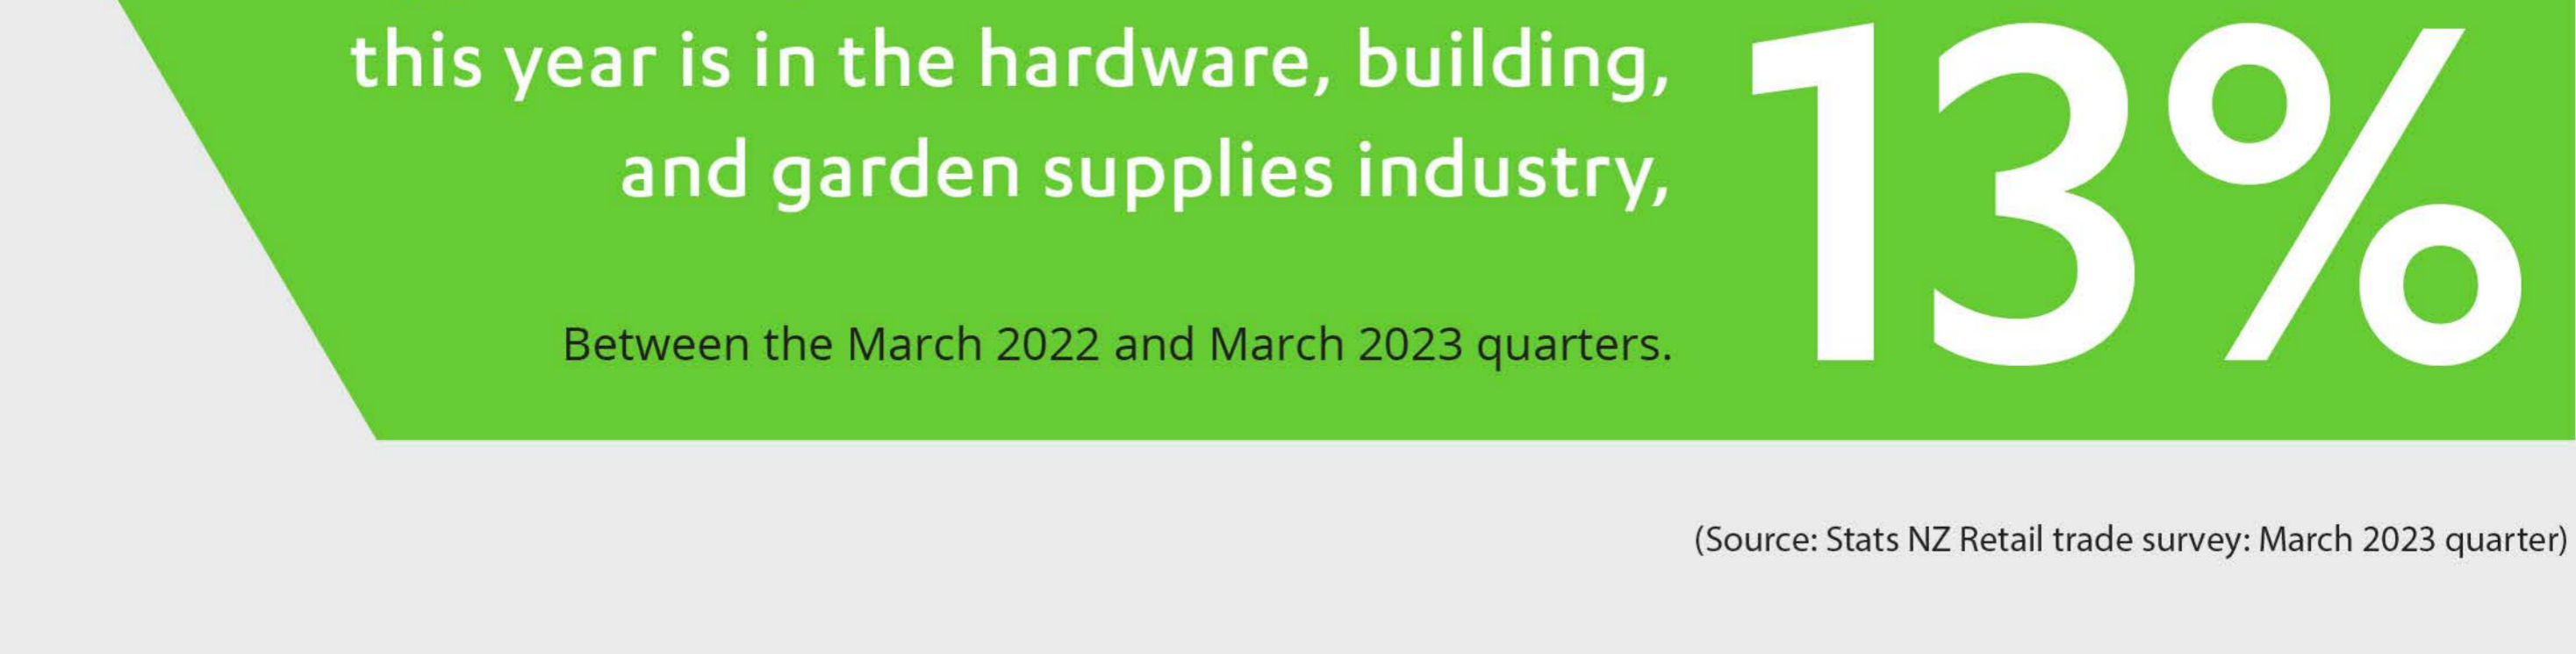 this year is in the hardware, building,
and garden supplies industry,
13%
Between the March 2022 and March 2023 quarters.
(Source: Stats NZ Retail trade survey: March 2023 quarter)